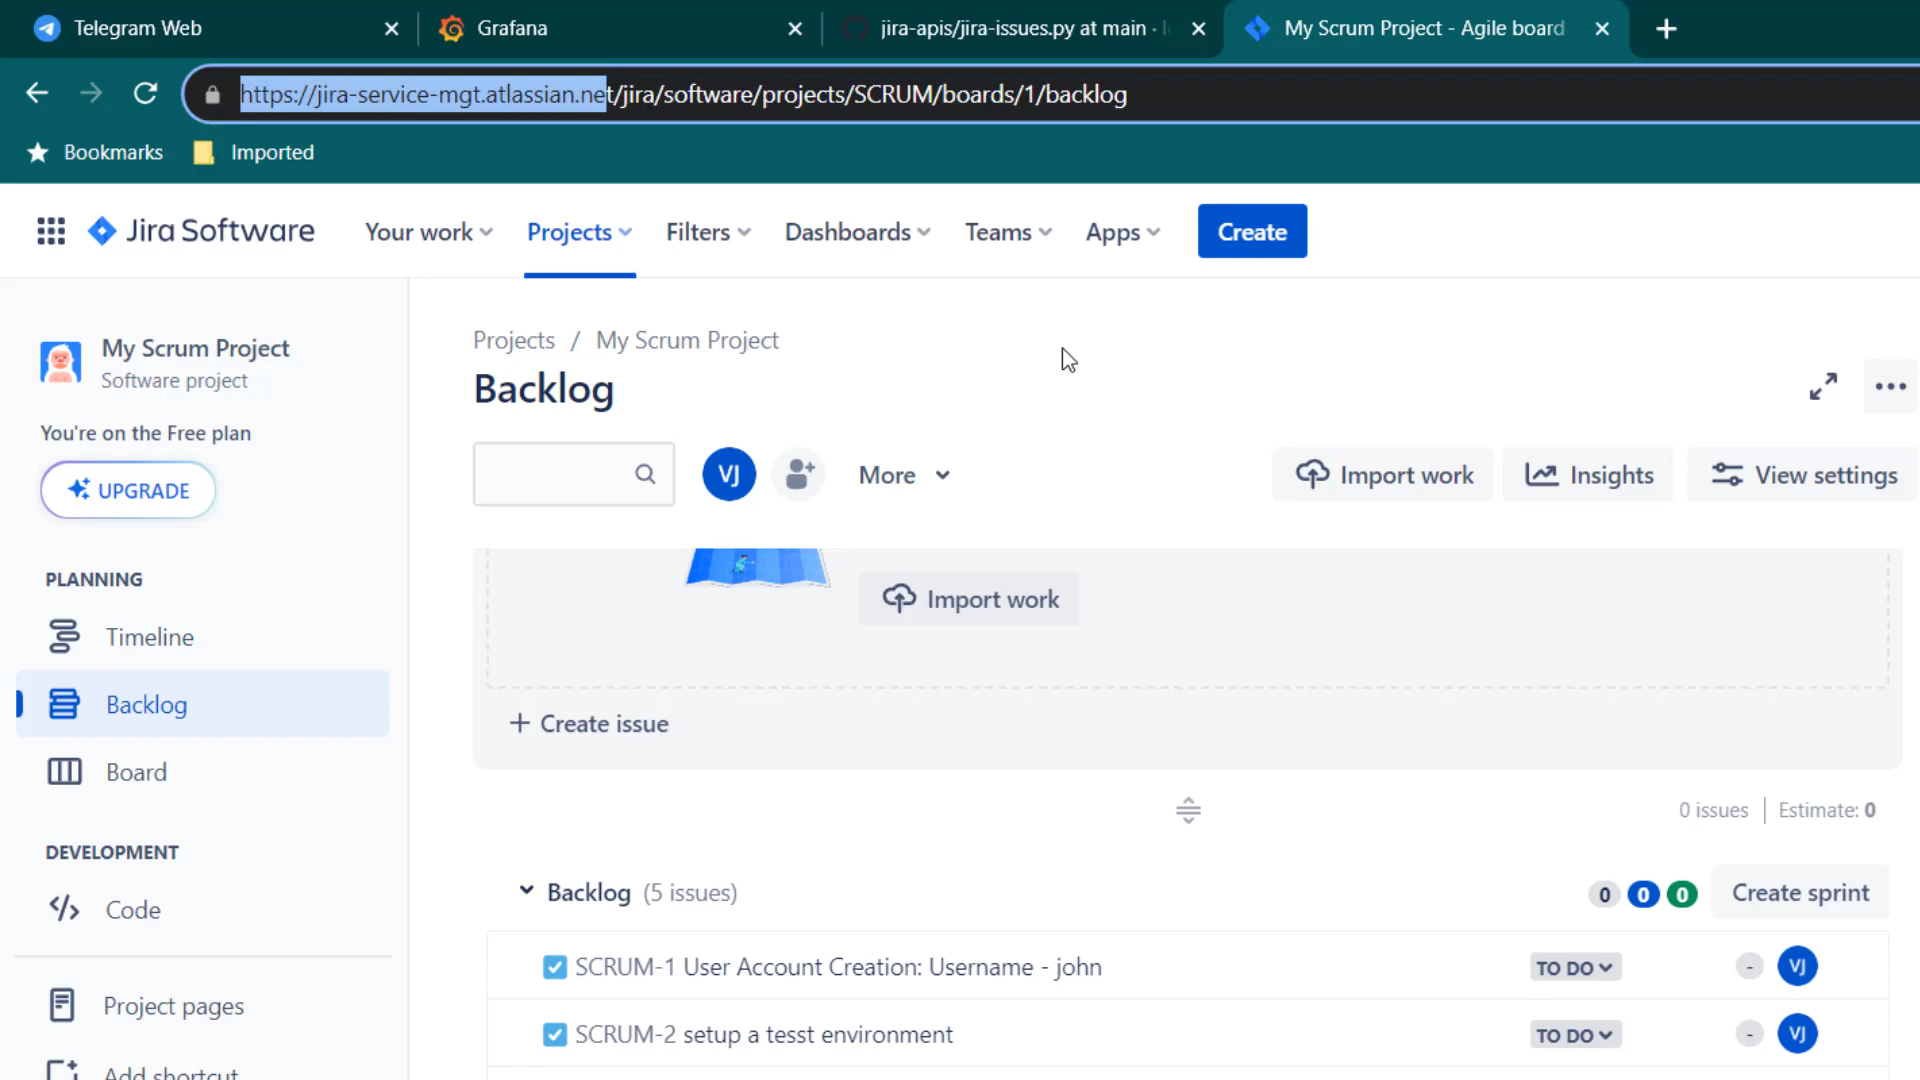 Telegram Web
Grafana
jira-apis/jira-issues.py at main ·
My Scrum Project - Agile board
https://jira-service-mgt.atlassian.net/jira/software/projects/SCRUM/boards/1/backlog
Bookmarks
Imported
Jira Software
Your work
Projects
Filters
Dashboards
Teams
Apps
Create
My Scrum Project
Software project
You're on the Free plan
UPGRADE
PLANNING
Timeline
Backlog
Board
DEVELOPMENT
Code
Project pages
Add shortcut
Projects / My Scrum Project
Backlog
VJ
More
Import work
Insights
View settings
Import work
+ Create issue
0 issues
Estimate: 0
Backlog (5 issues)
0 0 0
Create sprint
SCRUM-1 User Account Creation: Username - john
TO DO
-
VJ
SCRUM-2 setup a tesst environment
TO DO
-
VJ